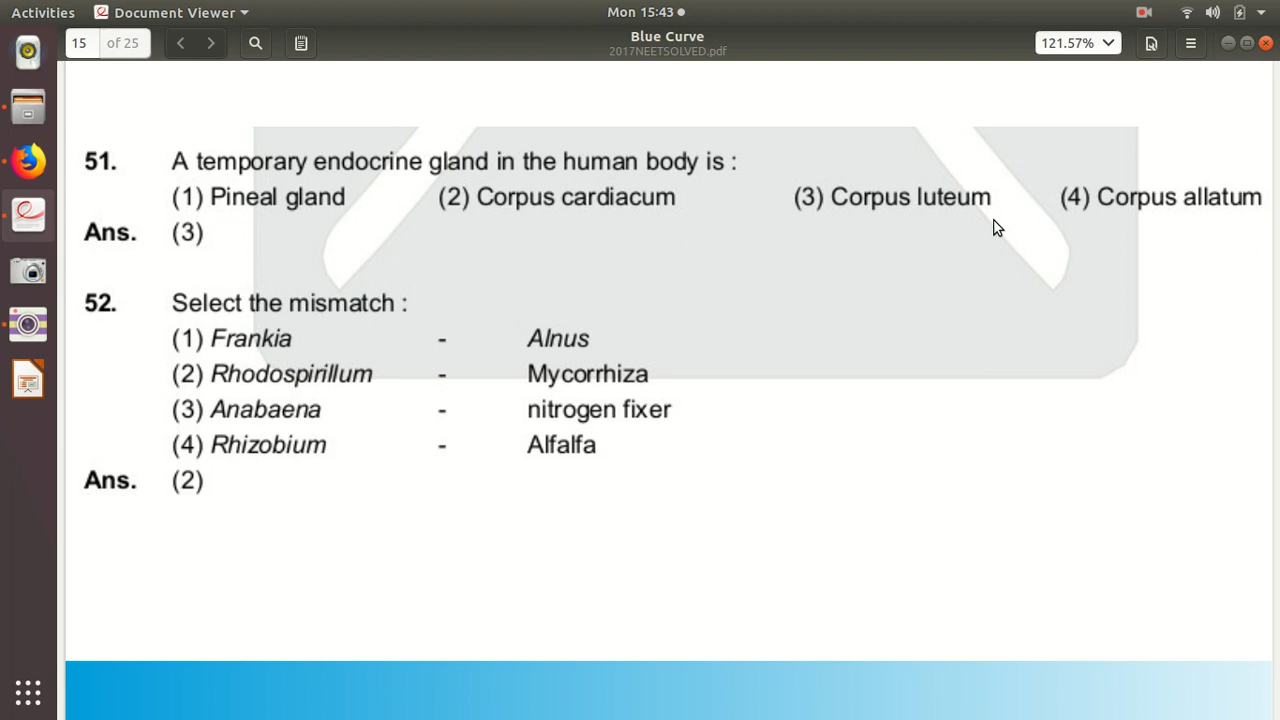 Activities Document Viewer Mon 15:43
15 of 25 Blue Curve 121.57%
2017NEETSOLVED.pdf
51. A temporary endocrine gland in the human body is :
(1) Pineal gland (2) Corpus cardiacum (3) Corpus luteum (4) Corpus allatum
Ans. (3)
52. Select the mismatch :
(1) Frankia - Alnus
(2) Rhodospirillum - Mycorrhiza
(3) Anabaena - nitrogen fixer
(4) Rhizobium - Alfalfa
Ans. (2)